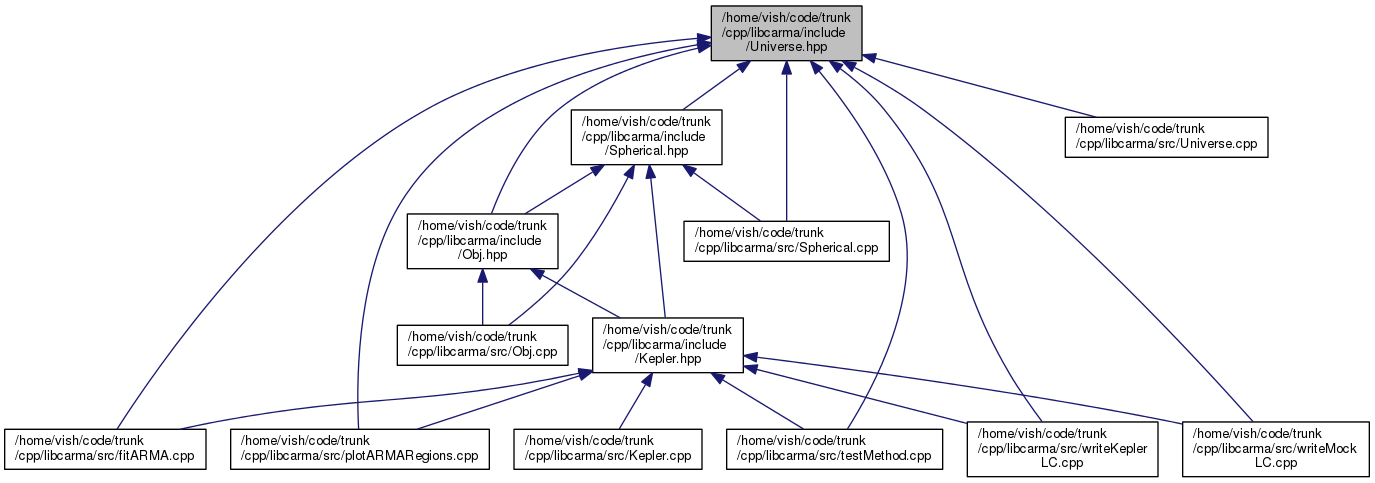 /home/vish/code/trunk
/cpp/libcarma/include
/Universe.hpp
/home/vish/code/trunk
/cpp/libcarma/include
/Spherical.hpp
/home/vish/code/trunk
/cpp/libcarma/src/Universe.cpp
/home/vish/code/trunk
/cpp/libcarma/include
/Obj.hpp
/home/vish/code/trunk
/cpp/libcarma/src/Spherical.cpp
/home/vish/code/trunk
/cpp/libcarma/src/Obj.cpp
/home/vish/code/trunk
/cpp/libcarma/include
/Kepler.hpp
/home/vish/code/trunk
/cpp/libcarma/src/fitARMA.cpp
/home/vish/code/trunk
/cpp/libcarma/src/plotARMARegions.cpp
/home/vish/code/trunk
/cpp/libcarma/src/Kepler.cpp
/home/vish/code/trunk
/cpp/libcarma/src/testMethod.cpp
/home/vish/code/trunk
/cpp/libcarma/src/writeKepler
LC.cpp
/home/vish/code/trunk
/cpp/libcarma/src/writeMock
LC.cpp